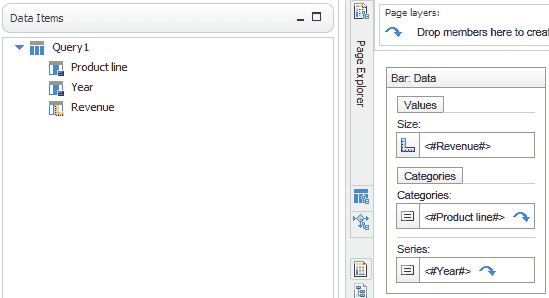 Data Items
Query1
Product line
Year
Revenue
Page Explorer
Page layers:
Drop members here to creat
Bar: Data
Values
Size:
<#Revenue#>
Categories
Categories:
<#Product line#>
Series:
<#Year#>